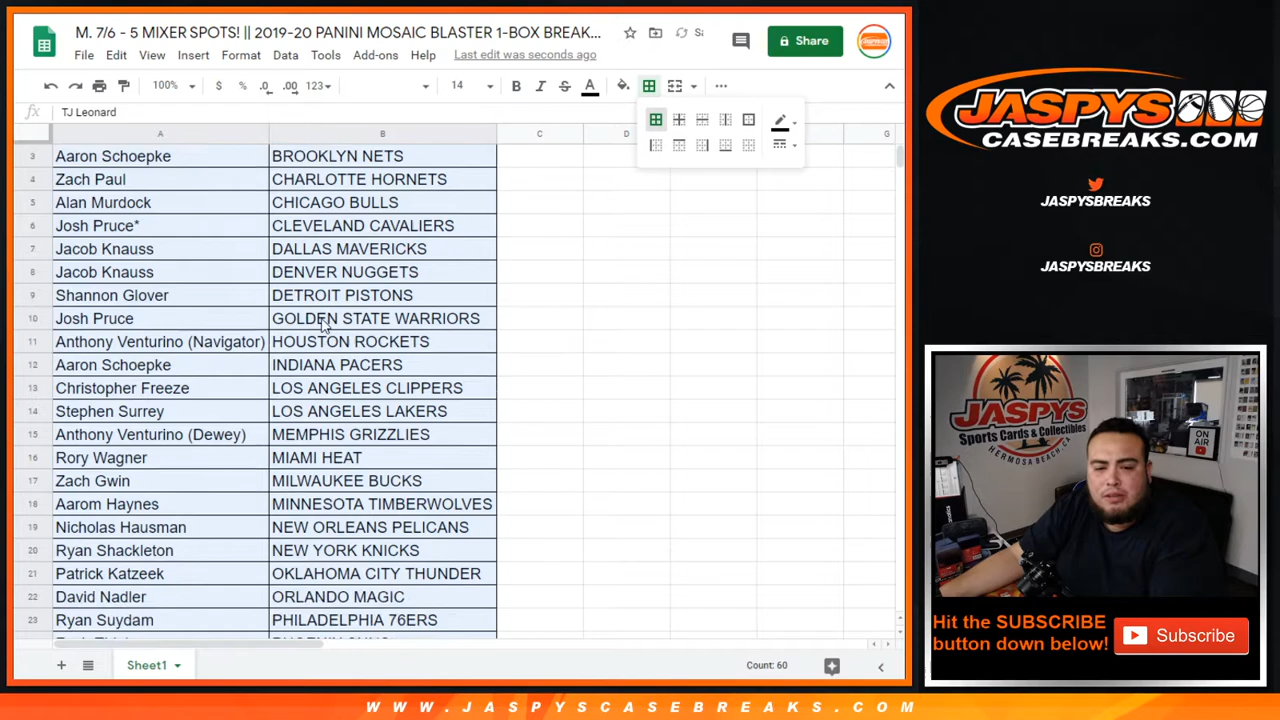 M. 7/6 - 5 MIXER SPOTS! || 2019-20 PANINI MOSAIC BLASTER 1-BOX BREAK...
File Edit View Insert Format Data Tools Add-ons Help Last edit was seconds ago
Share
100% $ % .0 .00 123 14 B I S A
fx TJ Leonard
A B C D G
3 Aaron Schoepke BROOKLYN NETS
4 Zach Paul CHARLOTTE HORNETS
5 Alan Murdock CHICAGO BULLS
6 Josh Pruce* CLEVELAND CAVALIERS
7 Jacob Knauss DALLAS MAVERICKS
8 Jacob Knauss DENVER NUGGETS
9 Shannon Glover DETROIT PISTONS
10 Josh Pruce GOLDEN STATE WARRIORS
11 Anthony Venturino (Navigator) HOUSTON ROCKETS
12 Aaron Schoepke INDIANA PACERS
13 Christopher Freeze LOS ANGELES CLIPPERS
14 Stephen Surrey LOS ANGELES LAKERS
15 Anthony Venturino (Dewey) MEMPHIS GRIZZLIES
16 Rory Wagner MIAMI HEAT
17 Zach Gwin MILWAUKEE BUCKS
18 Aarom Haynes MINNESOTA TIMBERWOLVES
19 Nicholas Hausman NEW ORLEANS PELICANS
20 Ryan Shackleton NEW YORK KNICKS
21 Patrick Katzeek OKLAHOMA CITY THUNDER
22 David Nadler ORLANDO MAGIC
23 Ryan Suydam PHILADELPHIA 76ERS
Sheet1
Count: 60
JASPYS
CASEBREAKS.COM
JASPYSBREAKS
JASPYSBREAKS
JASPYS
Sports Cards & Collectibles
HERMOSA BEACH, CA
ON
AIR
Hit the SUBSCRIBE
button down below!
Subscribe
WWW.JASPYSCASEBREAKS.COM